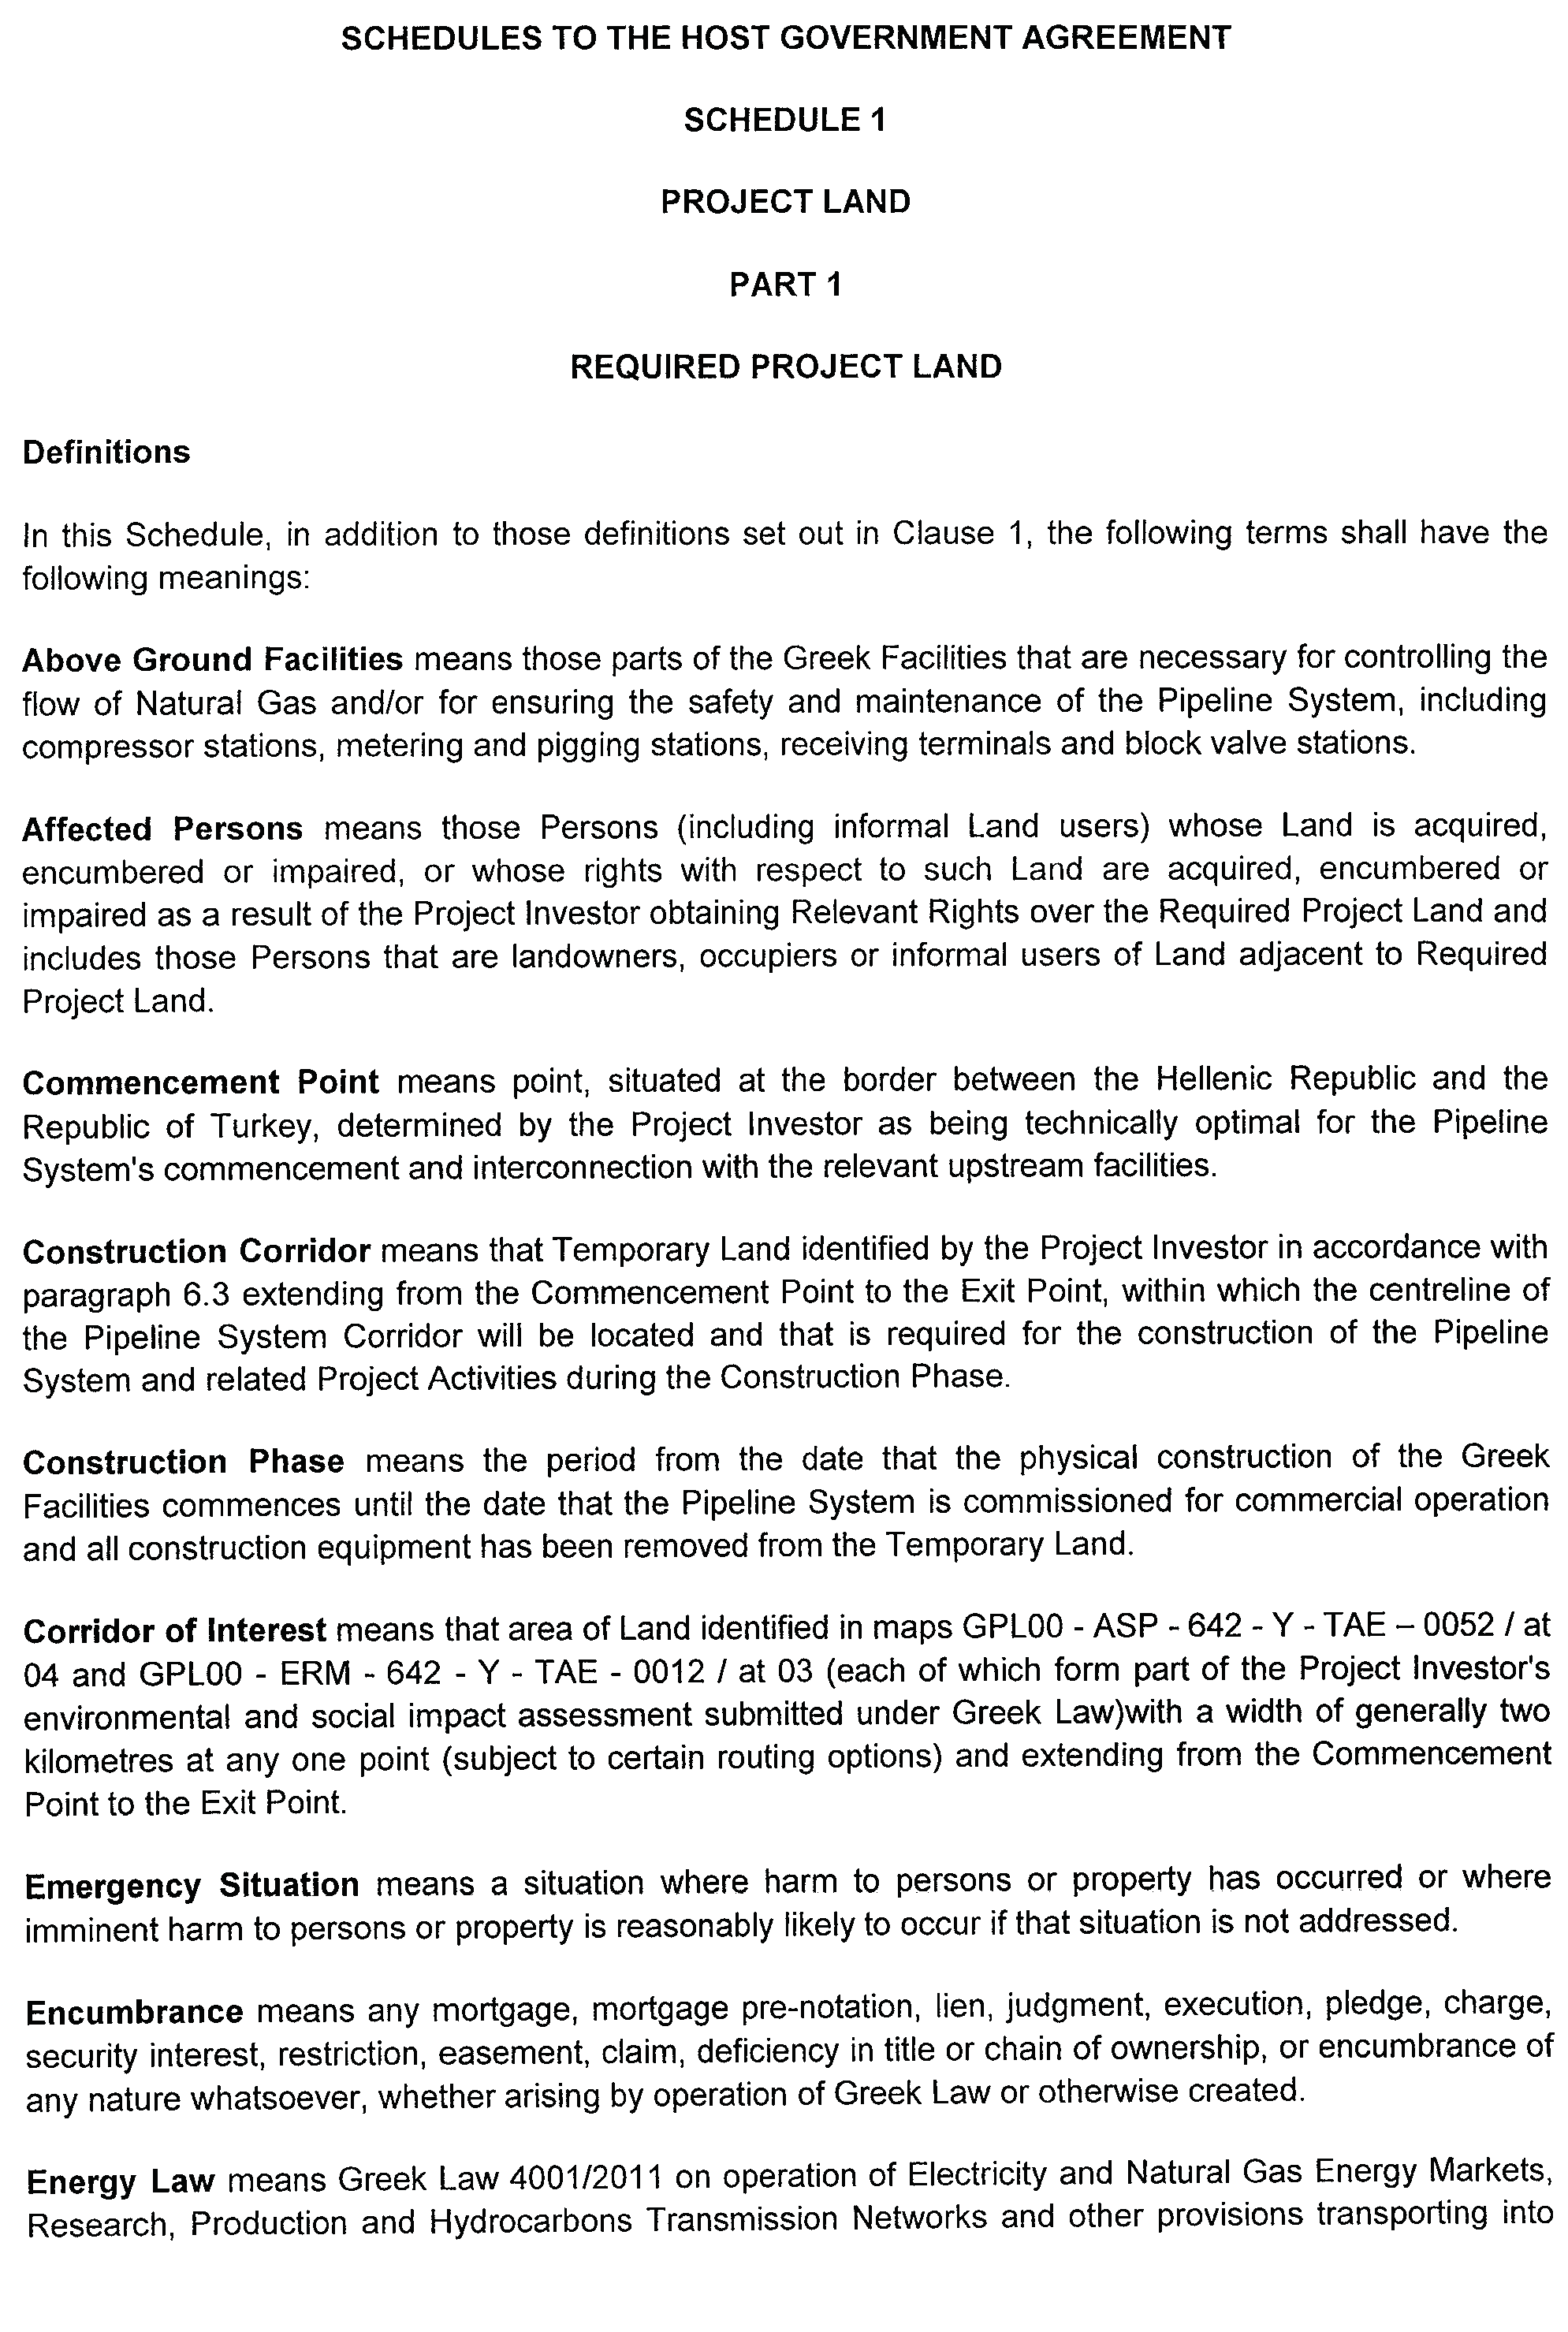 SCHEDULES TO THE HOST GOVERNMENT AGREEMENT
SCHEDULE 1
PROJECT LAND
PART 1
REQUIRED PROJECT LAND
Definitions
In this Schedule, in addition to those definitions set out in Clause 1, the following terms shall have the
following meanings:
Above Ground Facilities means those parts of the Greek Facilities that are necessary for controlling the
flow of Natural Gas and/or for ensuring the safety and maintenance of the Pipeline System, including
compressor stations, metering and pigging stations, receiving terminals and block valve stations.
Affected Persons means those Persons (including informal Land users) whose Land is acquired,
encumbered or impaired, or whose rights with respect to such Land are acquired, encumbered or
impaired as a result of the Project Investor obtaining Relevant Rights over the Required Project Land and
includes those Persons that are landowners, occupiers or informal users of Land adjacent to Required
Project Land.
Commencement Point means point, situated at the border between the Hellenic Republic and the
Republic of Turkey, determined by the Project Investor as being technically optimal for the Pipeline
System's commencement and interconnection with the relevant upstream facilities.
Construction Corridor means that Temporary Land identified by the Project Investor in accordance with
paragraph 6.3 extending from the Commencement Point to the Exit Point, within which the centreline of
the Pipeline System Corridor will be located and that is required for the construction of the Pipeline
System and related Project Activities during the Construction Phase.
Construction Phase means the period from the date that the physical construction of the Greek
Facilities commences until the date that the Pipeline System is commissioned for commercial operation
and all construction equipment has been removed from the Temporary Land.
Corridor of Interest means that area of Land identified in maps GPL00 - ASP - 642 - Y - TAE – 0052 / at
04 and GPL00 - ERM - 642 - Y - TAE - 0012 / at 03 (each of which form part of the Project Investor's
environmental and social impact assessment submitted under Greek Law)with a width of generally two
kilometres at any one point (subject to certain routing options) and extending from the Commencement
Point to the Exit Point.
Emergency Situation means a situation where harm to persons or property has occurred or where
imminent harm to persons or property is reasonably likely to occur if that situation is not addressed.
Encumbrance means any mortgage, mortgage pre-notation, lien, judgment, execution, pledge, charge,
security interest, restriction, easement, claim, deficiency in title or chain of ownership, or encumbrance of
any nature whatsoever, whether arising by operation of Greek Law or otherwise created.
Energy Law means Greek Law 4001/2011 on operation of Electricity and Natural Gas Energy Markets,
Research, Production and Hydrocarbons Transmission Networks and other provisions transporting into